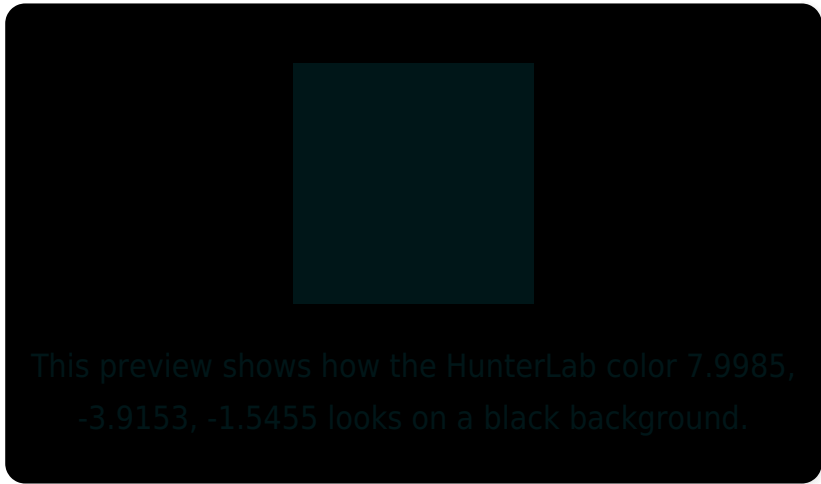 This preview shows how the HunterLab color 7.9985,
-3.9153, -1.5455 looks on a black background.